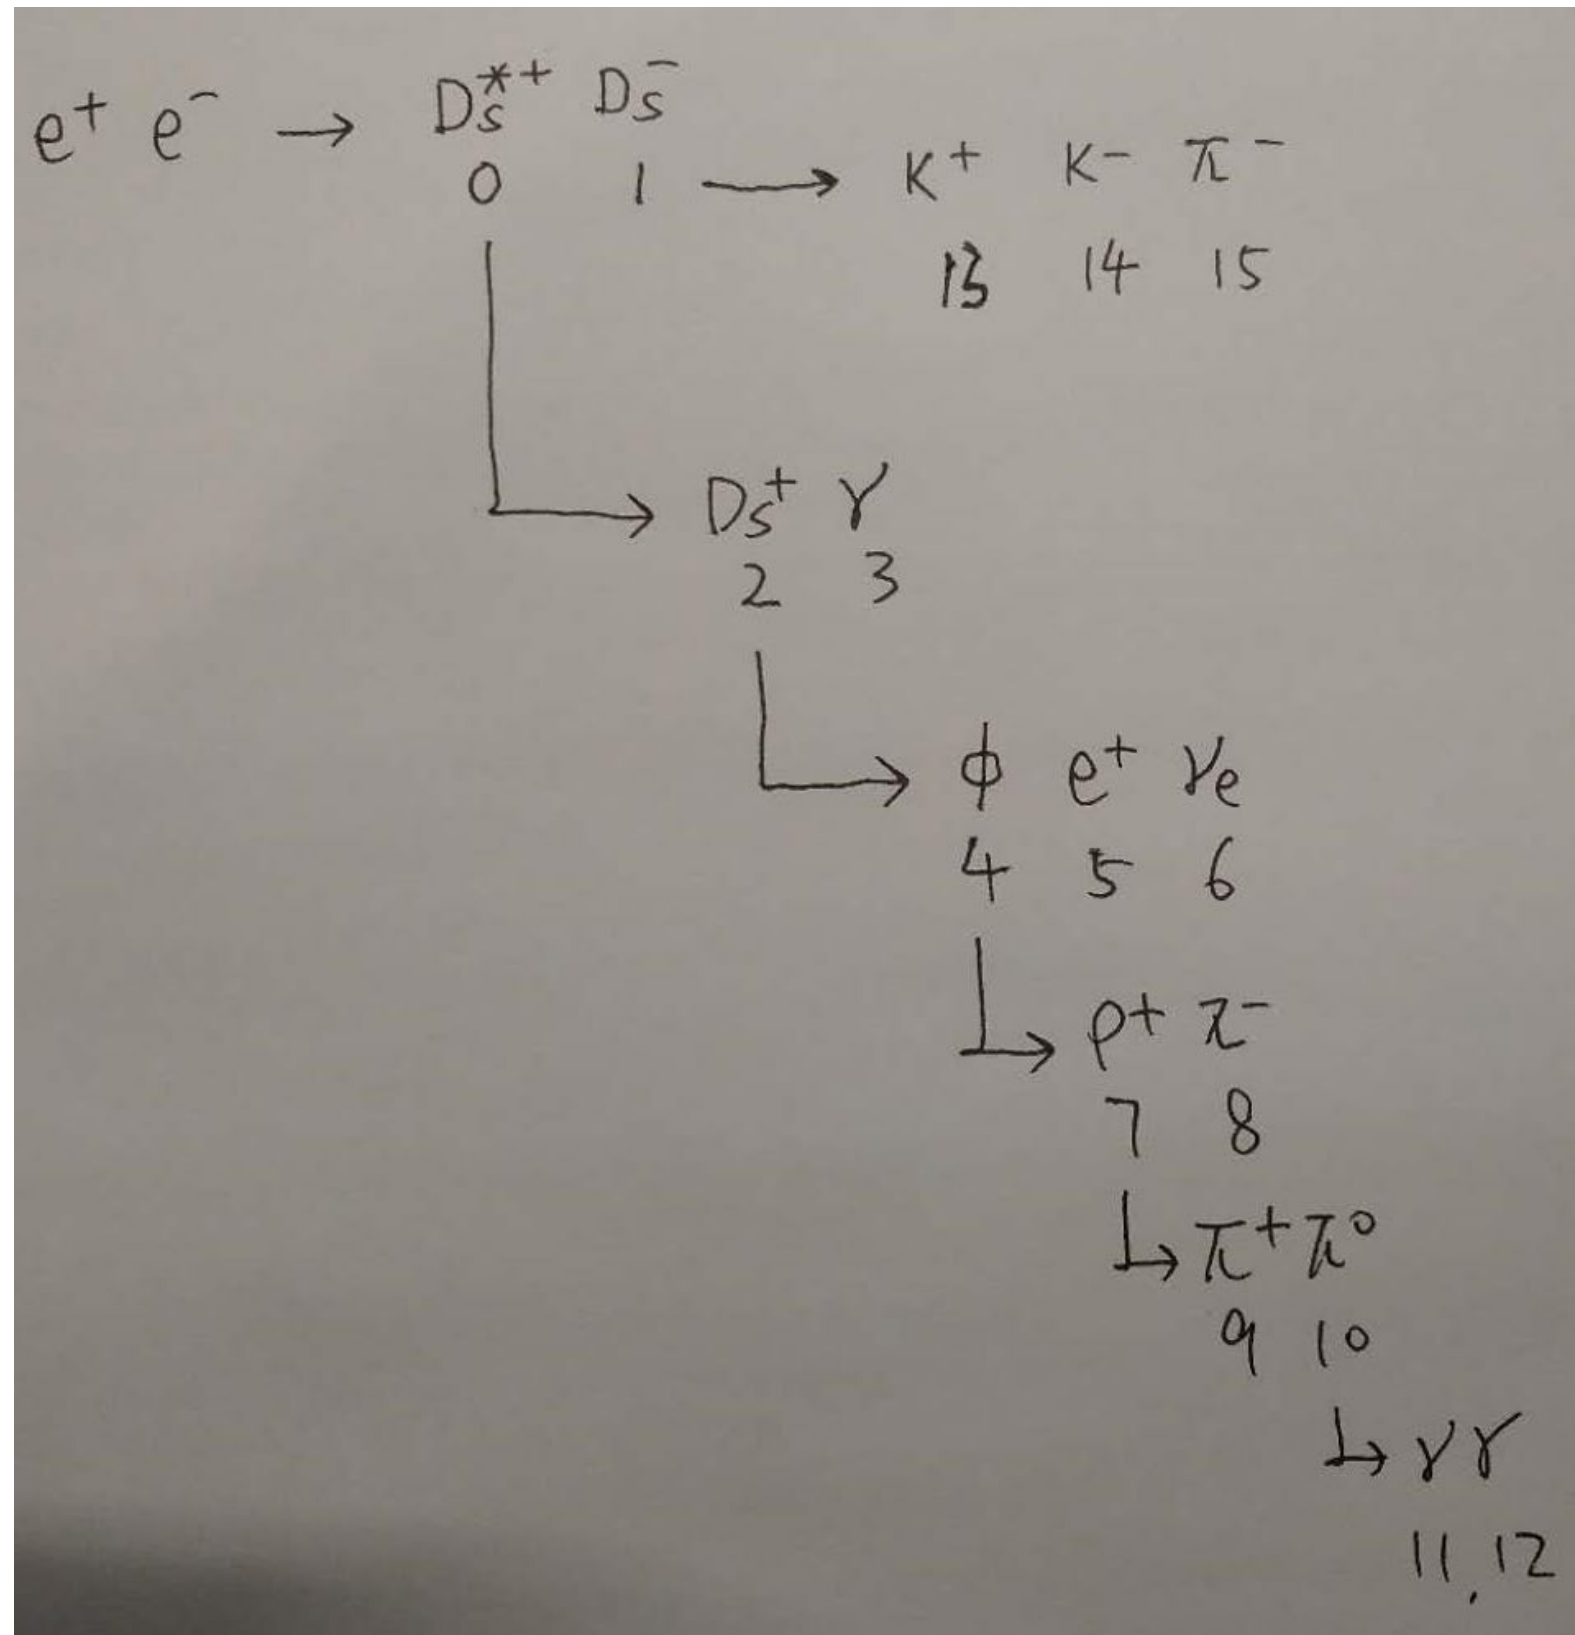 e⁺ e⁻ → Dₛ*⁺ Dₛ⁻
0 1 → K⁺ K⁻ π⁻
13 14 15
→ Dₛ⁺ γ
2 3
→ ϕ e⁺ νₑ
4 5 6
→ ρ⁺ π⁻
7 8
→ π⁺ π⁰
9 10
→ γ γ
11, 12